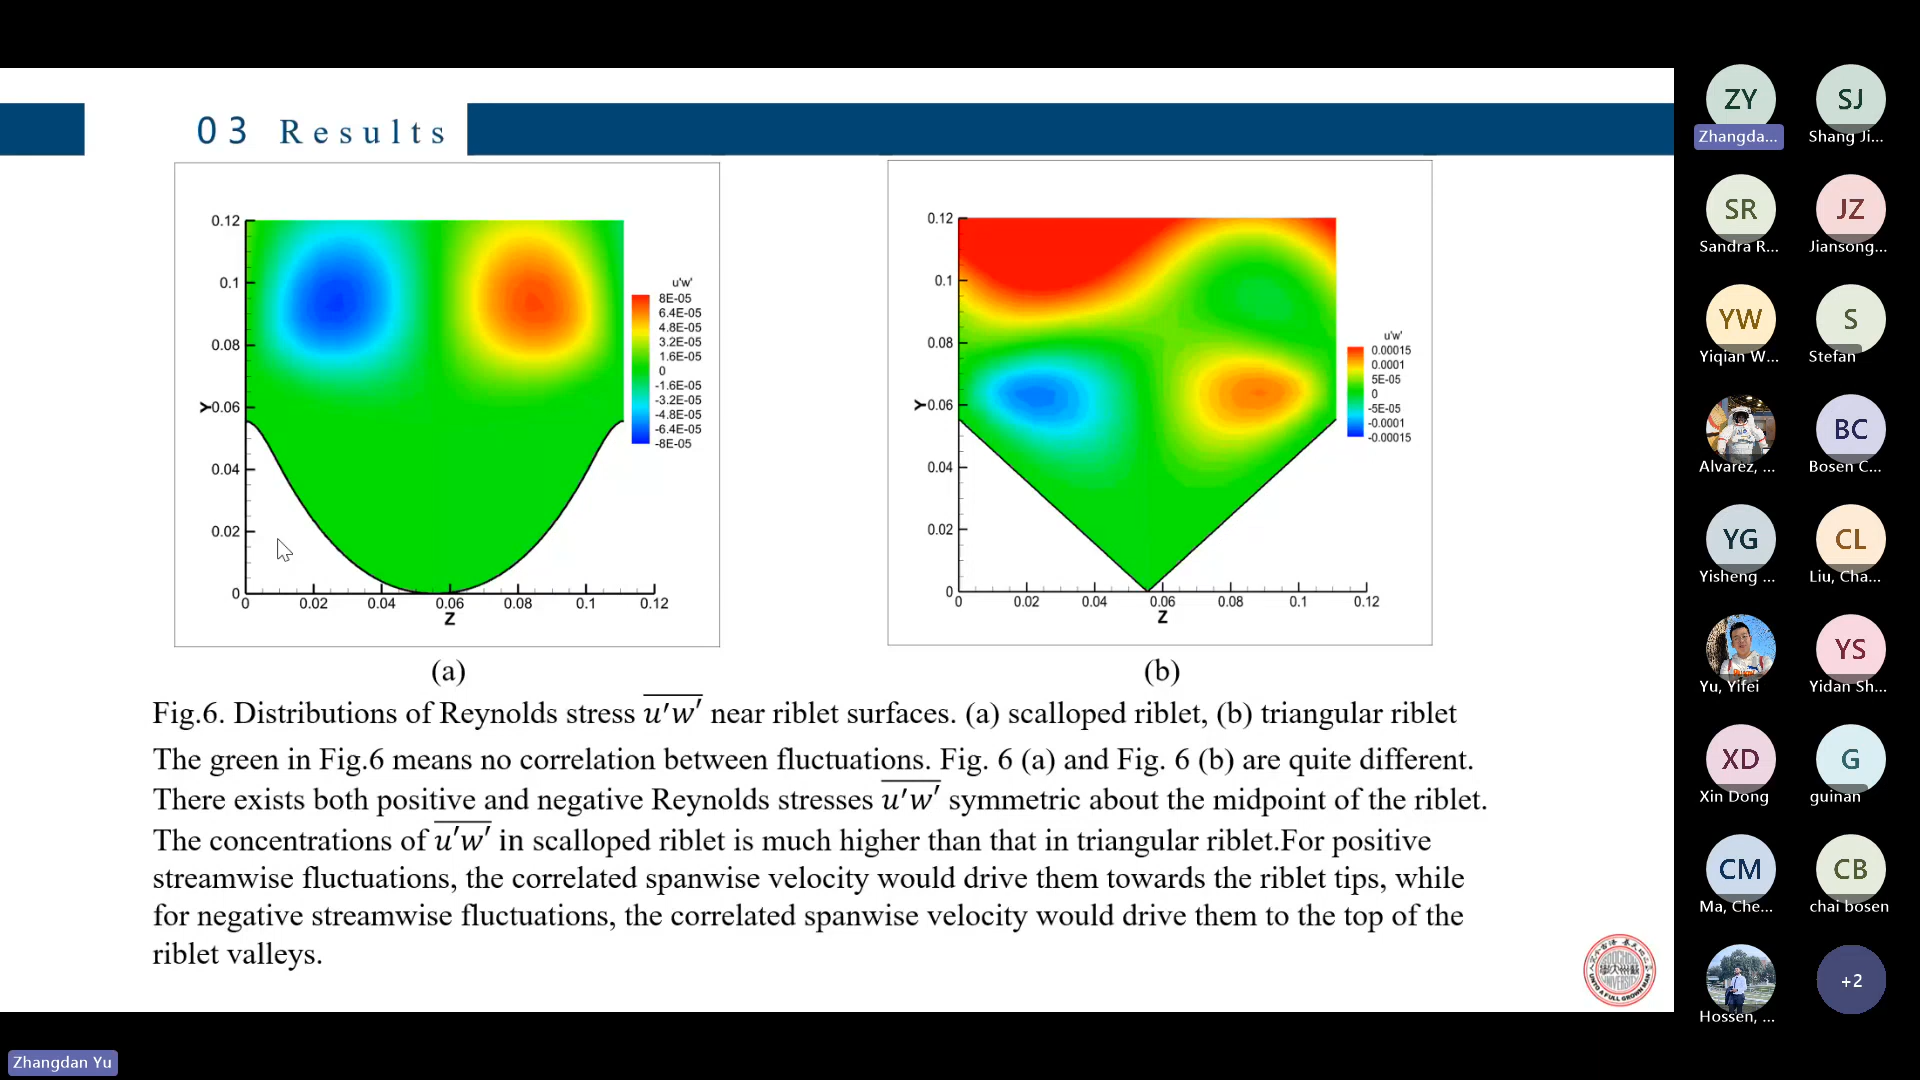 03 Results
0.12
0.1
0.08
0.06
0.04
0.02
0
Y
0 0.02 0.04 0.06 0.08 0.1 0.12
Z
u'w'
8E-05
6.4E-05
4.8E-05
3.2E-05
1.6E-05
0
-1.6E-05
-3.2E-05
-4.8E-05
-6.4E-05
-8E-05
(a)
0.12
0.1
0.08
0.06
0.04
0.02
0
Y
0 0.02 0.04 0.06 0.08 0.1 0.12
Z
u'w'
0.00015
0.0001
5E-05
0
-5E-05
-0.0001
-0.00015
(b)
Fig.6. Distributions of Reynolds stress u′w′ near riblet surfaces. (a) scalloped riblet, (b) triangular riblet
The green in Fig.6 means no correlation between fluctuations. Fig. 6 (a) and Fig. 6 (b) are quite different.
There exists both positive and negative Reynolds stresses u′w′ symmetric about the midpoint of the riblet.
The concentrations of u′w′ in scalloped riblet is much higher than that in triangular riblet.For positive
streamwise fluctuations, the correlated spanwise velocity would drive them towards the riblet tips, while
for negative streamwise fluctuations, the correlated spanwise velocity would drive them to the top of the
riblet valleys.
ZY
Zhangda...
SJ
Shang Ji...
SR
Sandra R...
JZ
Jiansong...
YW
Yiqian W...
S
Stefan
Alvarez, ...
BC
Bosen C...
YG
Yisheng ...
CL
Liu, Cha...
Yu, Yifei
YS
Yidan Sh...
XD
Xin Dong
G
guinan
CM
Ma, Che...
CB
chai bosen
Hossen, ...
+2
Zhangdan Yu